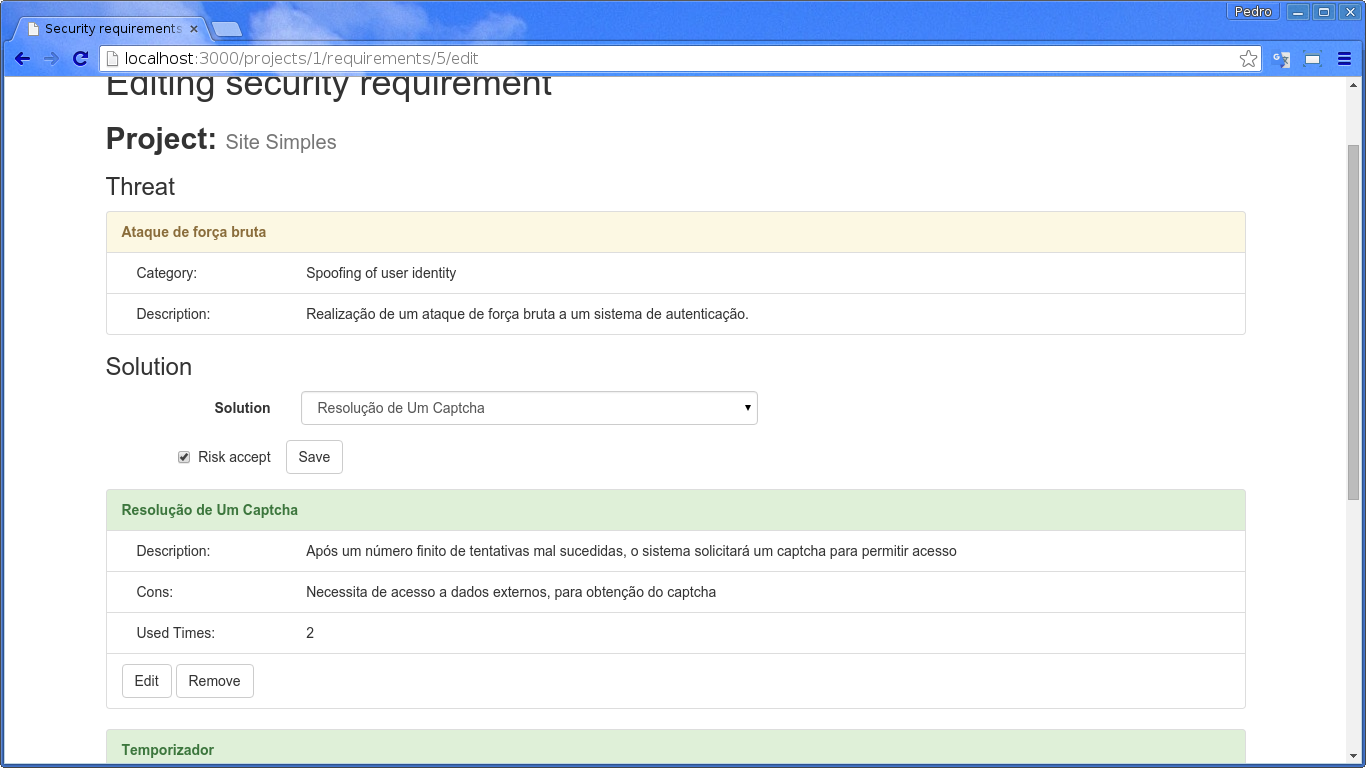 Pedro
Security requirements
localhost:3000/projects/1/requirements/5/edit
Editing security requirement
Project: Site Simples
Threat
Ataque de força bruta
Category: Spoofing of user identity
Description: Realização de um ataque de força bruta a um sistema de autenticação.
Solution
Solution Resolução de Um Captcha
Risk accept Save
Resolução de Um Captcha
Description: Após um número finito de tentativas mal sucedidas, o sistema solicitará um captcha para permitir acesso
Cons: Necessita de acesso a dados externos, para obtenção do captcha
Used Times: 2
Edit Remove
Temporizador